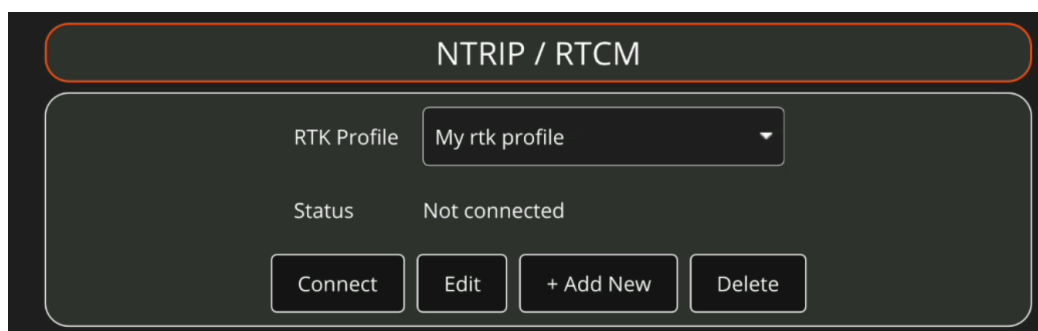 NTRIP / RTCM
RTK Profile My rtk profile
Status Not connected
Connect Edit + Add New Delete